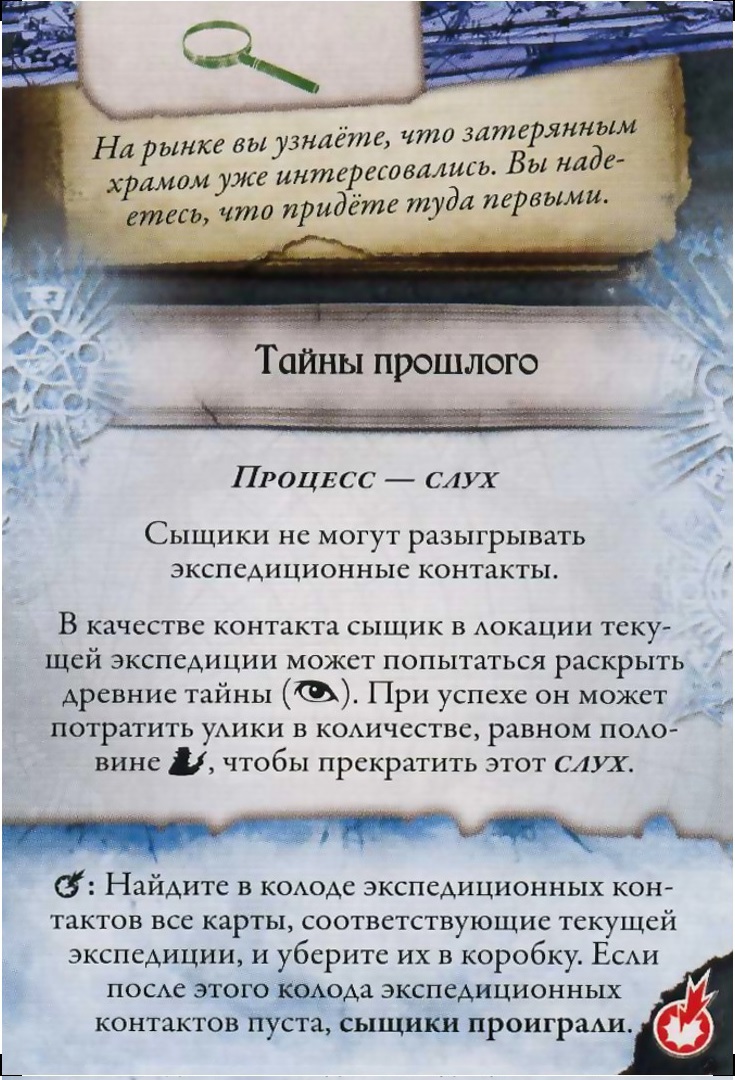 На рынке вы узнаёте, что затерянным
храмом уже интересовались. Вы наде-
етесь, что придёте туда первыми.
Тайны прошлого
Процесс — слух
Сыщики не могут разыгрывать
экспедиционные контакты.
В качестве контакта сыщик в локации теку-
щей экспедиции может попытаться раскрыть
древние тайны (). При успехе он может
потратить улики в количестве, равном поло-
вине , чтобы прекратить этот слух.
: Найдите в колоде экспедиционных кон-
тактов все карты, соответствующие текущей
экспедиции, и уберите их в коробку. Если
после этого колода экспедиционных
контактов пуста, сыщики проиграли.